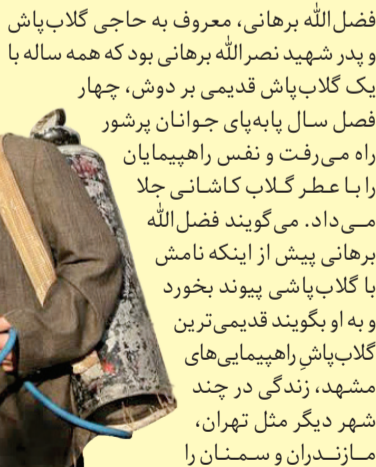 فضل‌الله برهانی، معروف به حاجی گلاب‌پاش
و پدر شهید نصرالله برهانی بود که همه ساله با
یک گلاب‌پاش قدیمی بر دوش، چهار
فصل سال پابه‌پای جوانان پرشور
راه می‌رفت و نفس راهپیمایان
را با عطر گلاب کاشانی جلا
می‌داد. می‌گویند فضل‌الله
برهانی پیش از اینکه نامش
با گلاب‌پاشی پیوند بخورد
و به او بگویند قدیمی‌ترین
گلاب‌پاشِ راهپیمایی‌های
مشهد، زندگی در چند
شهر دیگر مثل تهران،
مازندران و سمنان را